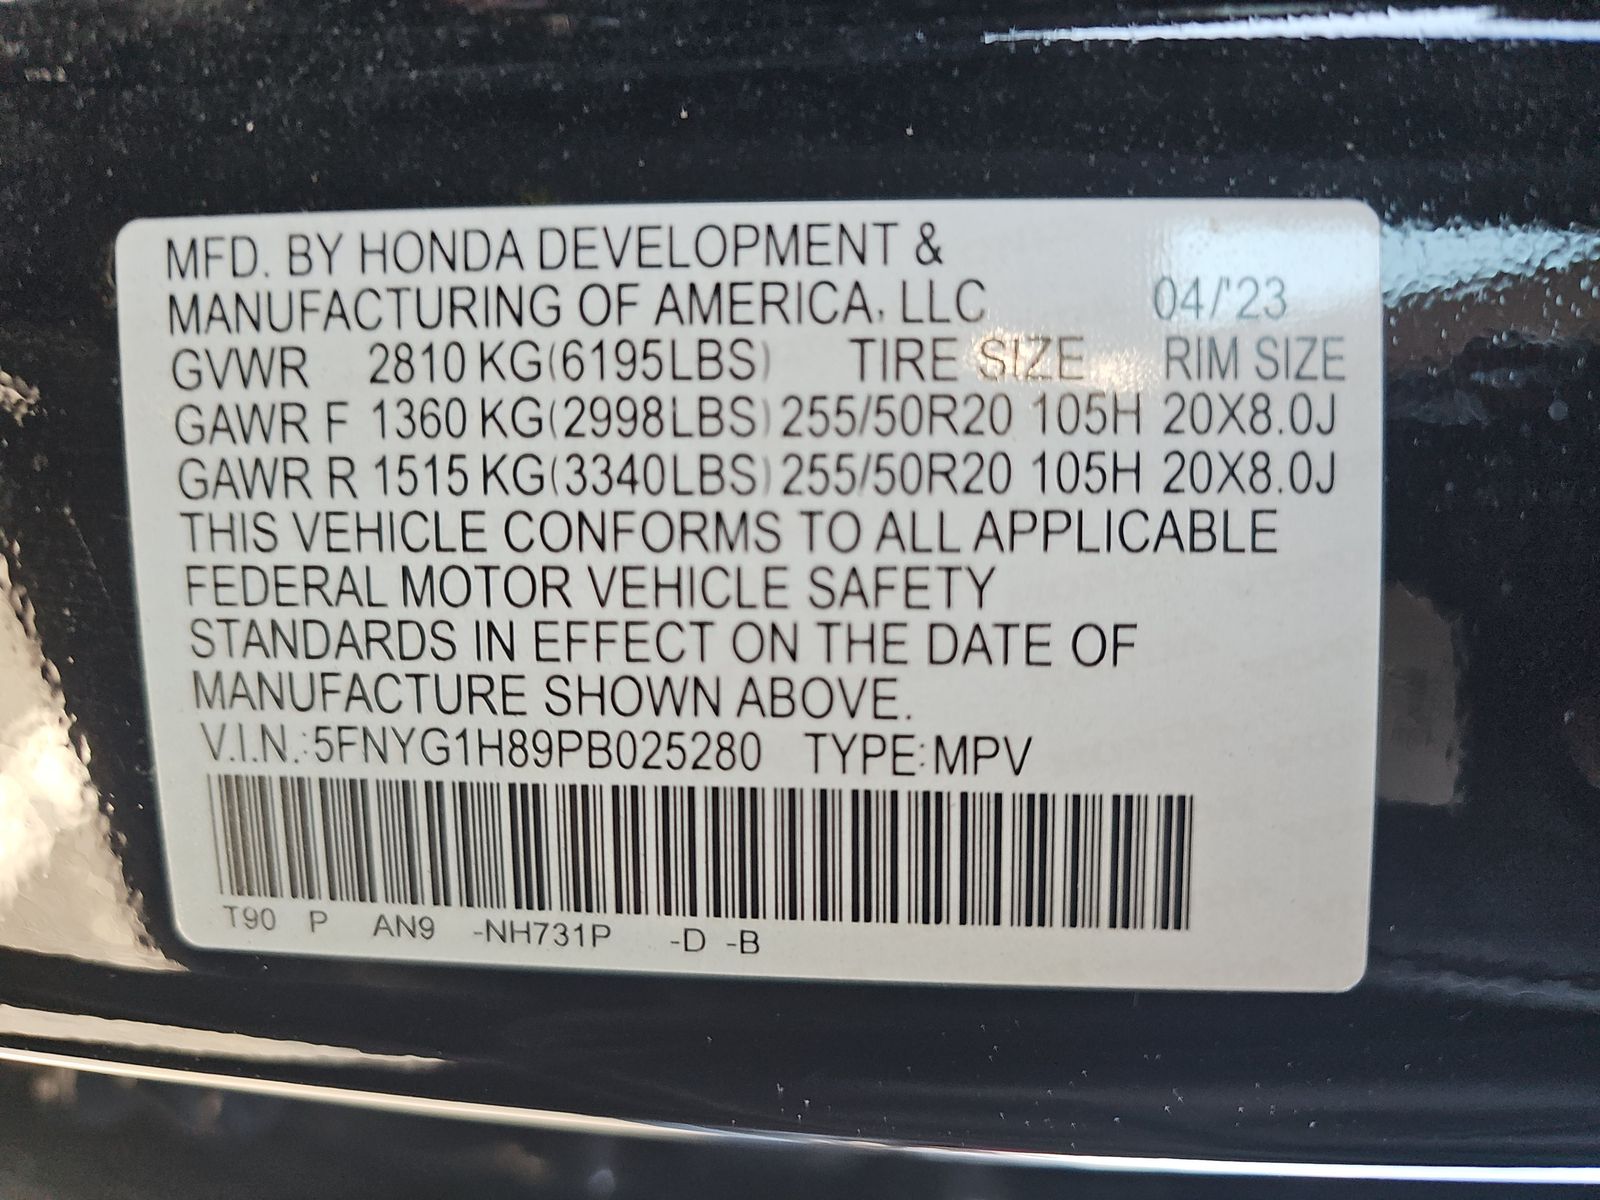 MFD. BY HONDA DEVELOPMENT &
MANUFACTURING OF AMERICA, LLC 04/'23
GVWR 2810 KG(6195LBS) TIRE SIZE RIM SIZE
GAWR F 1360 KG(2998LBS) 255/50R20 105H 20X8.0J
GAWR R 1515 KG(3340LBS) 255/50R20 105H 20X8.0J
THIS VEHICLE CONFORMS TO ALL APPLICABLE
FEDERAL MOTOR VEHICLE SAFETY
STANDARDS IN EFFECT ON THE DATE OF
MANUFACTURE SHOWN ABOVE.
V.I.N.:5FNYG1H89PB025280 TYPE:MPV
T90 P AN9 -NH731P -D -B